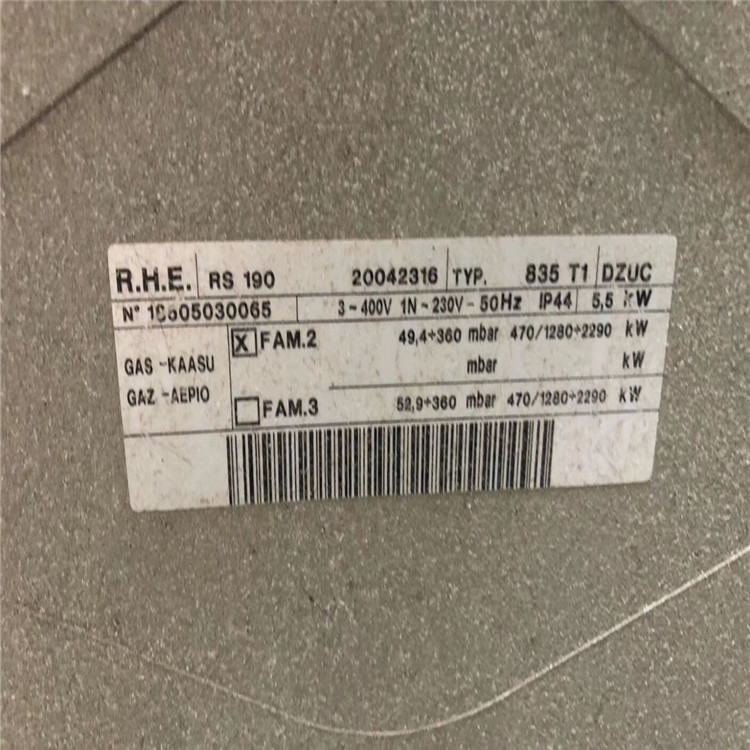 R.H.E. RS 190 20042316 TYP. 835 T1 DZUC
N° 3~400V 1N~230V-50Hz IP44 5,5 kW
X FAM.2 49,4÷360 mbar 470/1280÷2290 kW
GAS -KAASU mbar kW
GAZ -AEPIO
FAM.3 52,9÷360 mbar 470/1280÷2290 kW